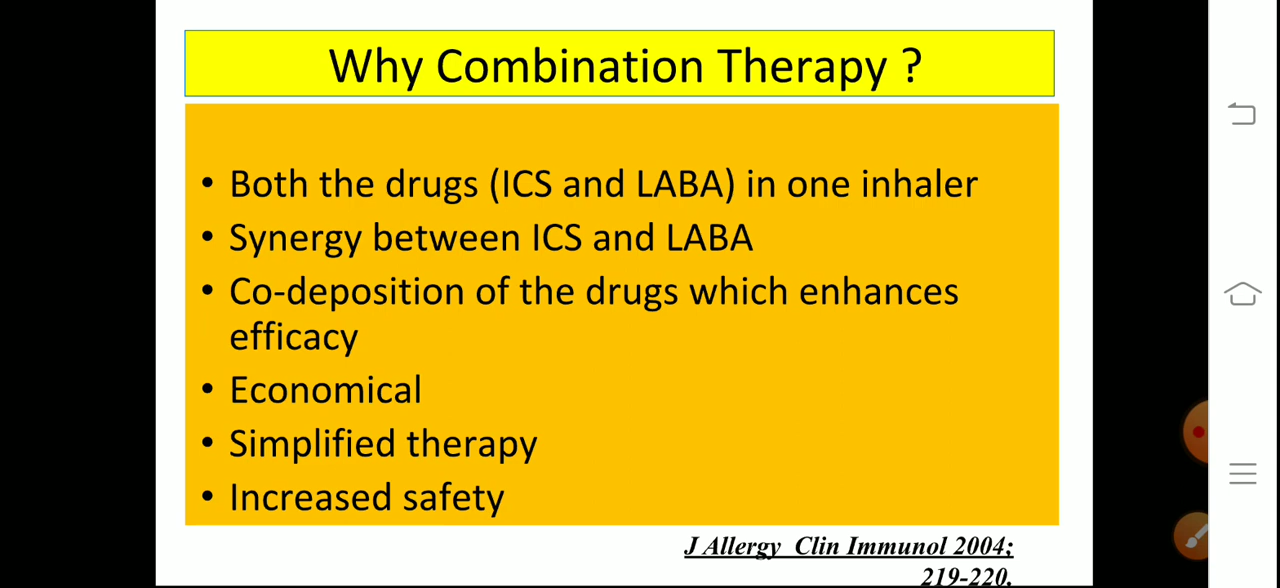 Why Combination Therapy ?
• Both the drugs (ICS and LABA) in one inhaler
• Synergy between ICS and LABA
• Co-deposition of the drugs which enhances
efficacy
• Economical
• Simplified therapy
• Increased safety
J Allergy Clin Immunol 2004;
219-220.